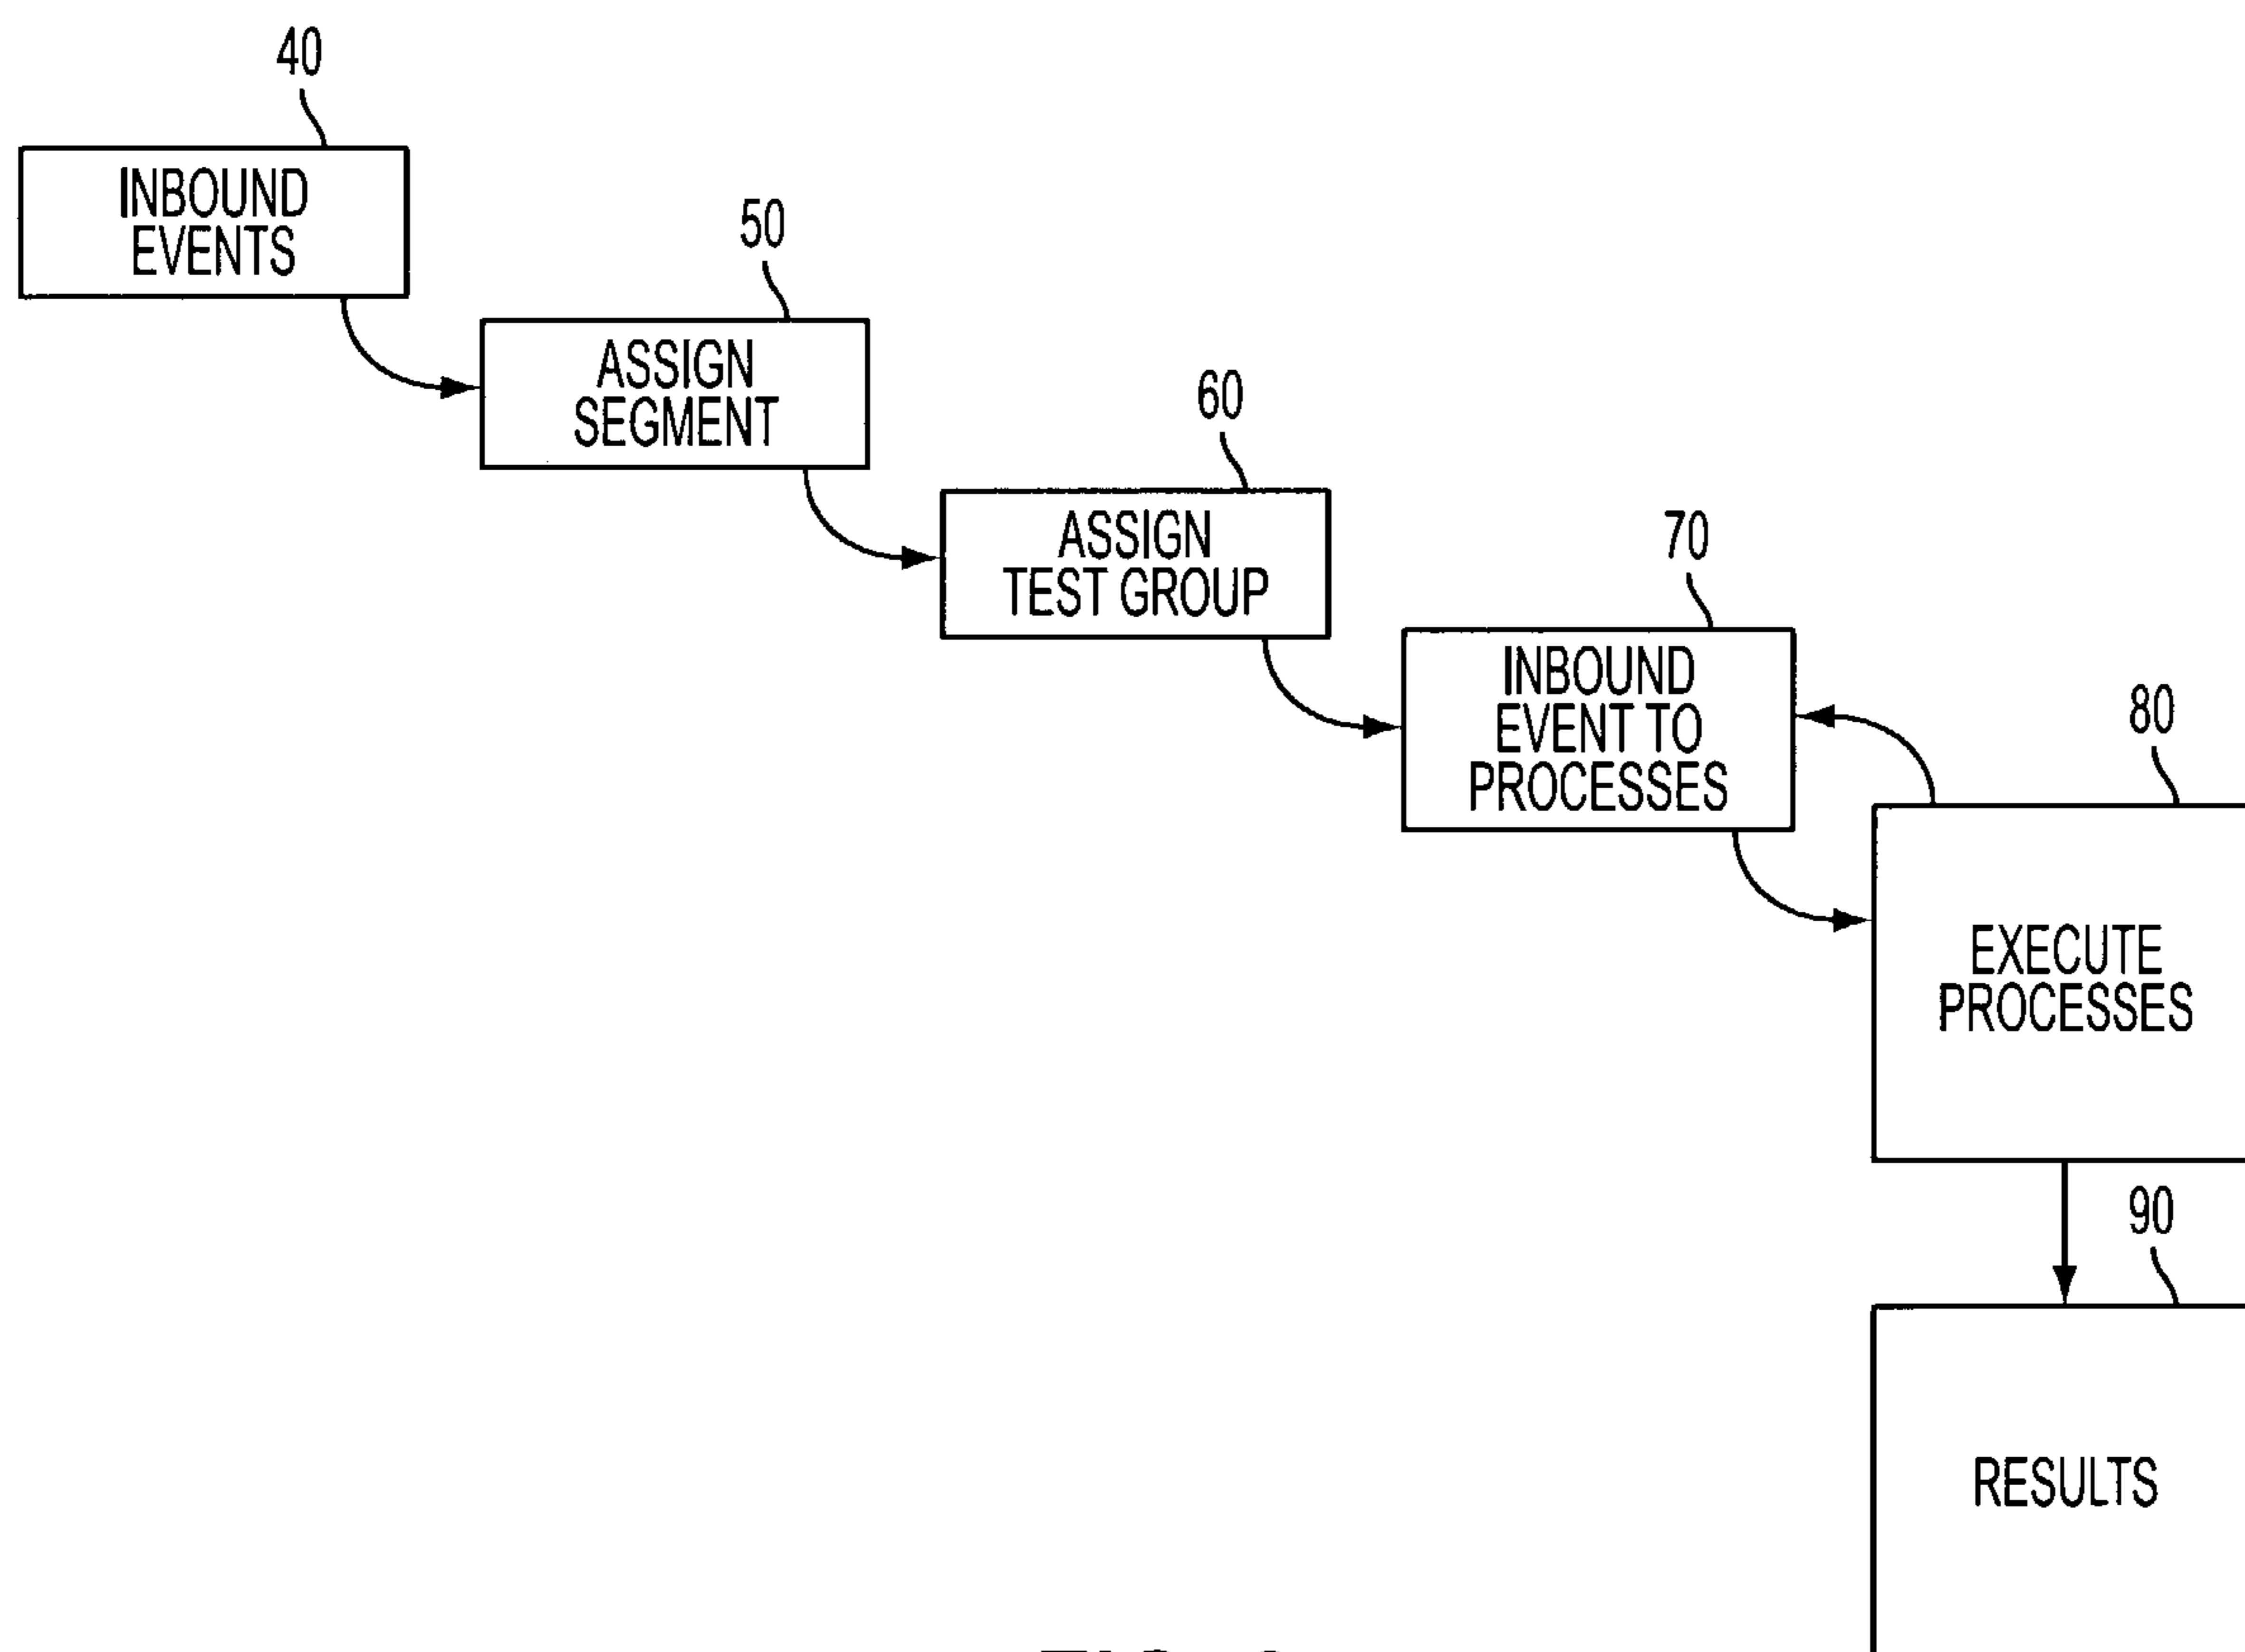 40
INBOUND
EVENTS
50
ASSIGN
SEGMENT
60
ASSIGN
TEST GROUP
70
INBOUND
EVENT TO
PROCESSES
80
EXECUTE
PROCESSES
90
RESULTS